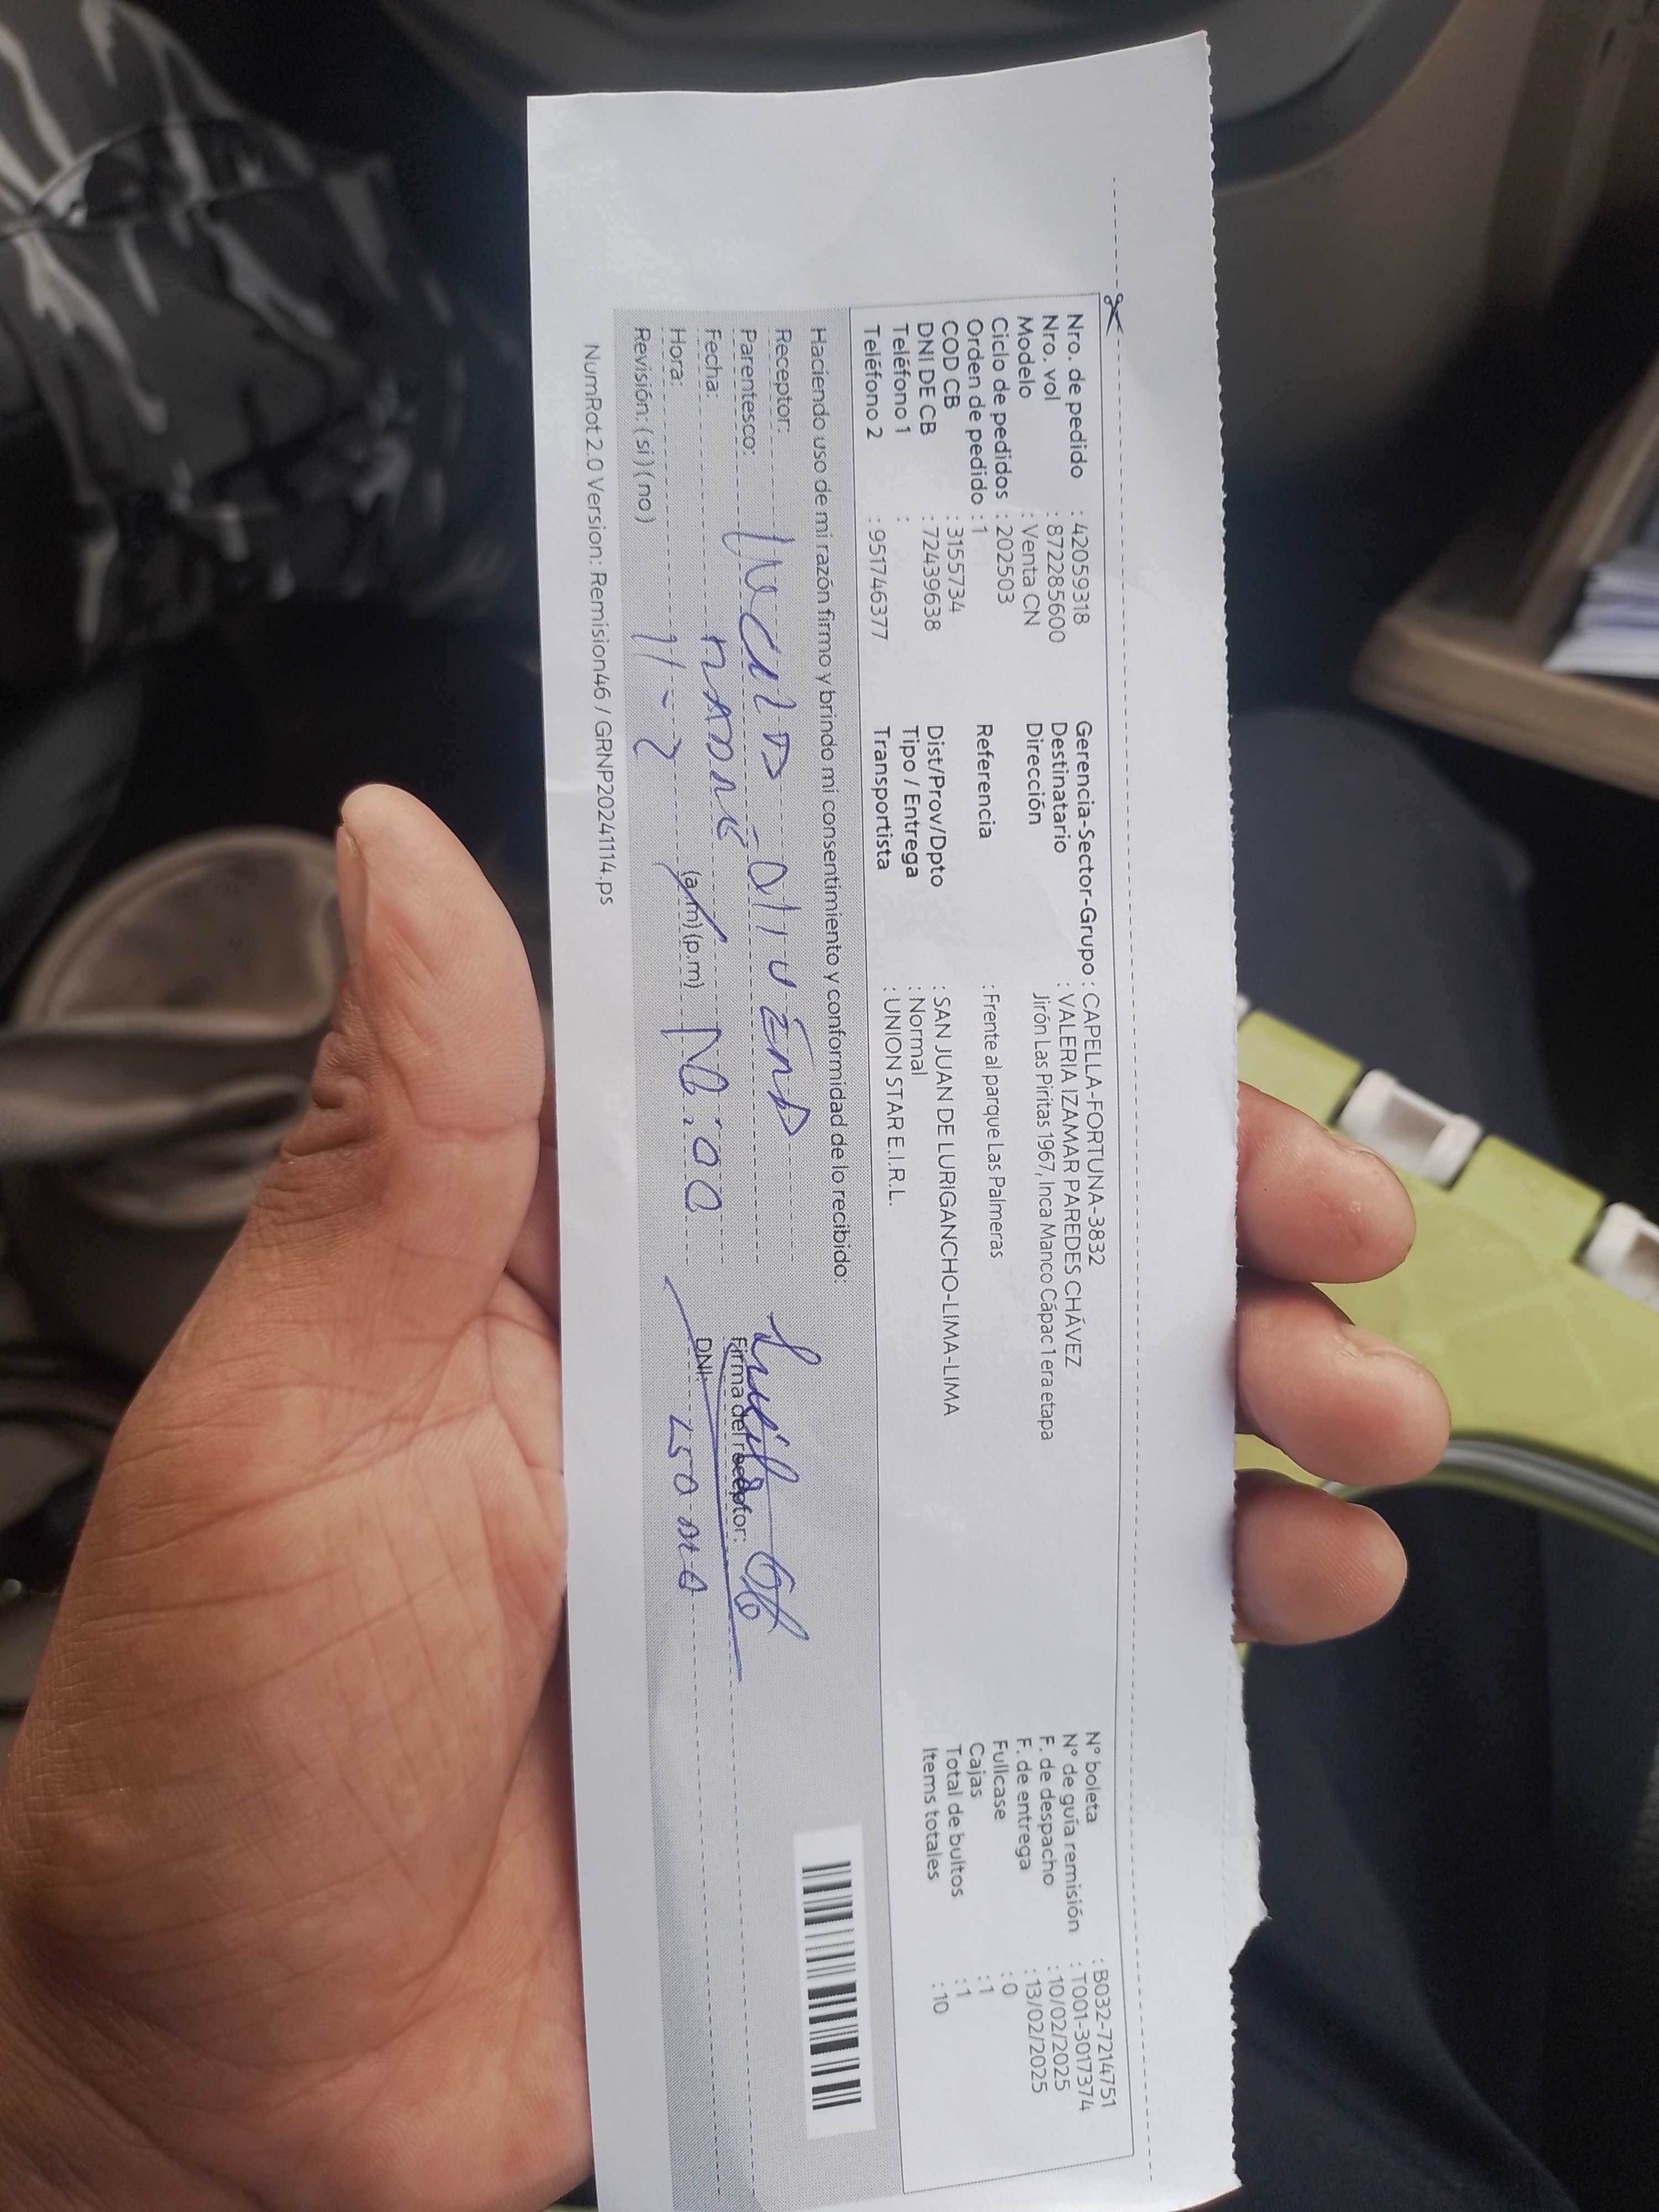 Nro. de pedido : 42059318
Nro. vol : 872285600
Modelo : Venta CN
Ciclo de pedidos : 202503
Orden de pedido : 1
COD CB : 3155734
DNI DE CB : 72439638
Teléfono 1 :
Teléfono 2 : 951746377
Gerencia-Sector-Grupo : CAPELLA-FORTUNA-3832
Destinatario : VALERIA IZAMAR PAREDES CHÁVEZ
Dirección Jirón Las Piritas 1967, Inca Manco Cápac 1 era etapa
Referencia : Frente al parque Las Palmeras
Dist/Prov/Dpto : SAN JUAN DE LURIGANCHO-LIMA-LIMA
Tipo / Entrega : Normal
Transportista : UNION STAR E.I.R.L.
N° boleta : B032-7214751
N° de guía remisión : T001-3017374
F. de despacho : 10/02/2025
F. de entrega : 13/02/2025
Fullcase : 0
Cajas : 1
Total de bultos : 1
Items totales : 10
Haciendo uso de mi razón firmo y brindo mi consentimiento y conformidad de lo recibido:
Receptor:
Parentesco:
Fecha: 11-2
Hora: (a.m) (p.m)
Revisión: ( si ) ( no )
Firma del receptor:
DNI:
NumRot 2.0 Version: Remision46 / GRNP20241114.ps